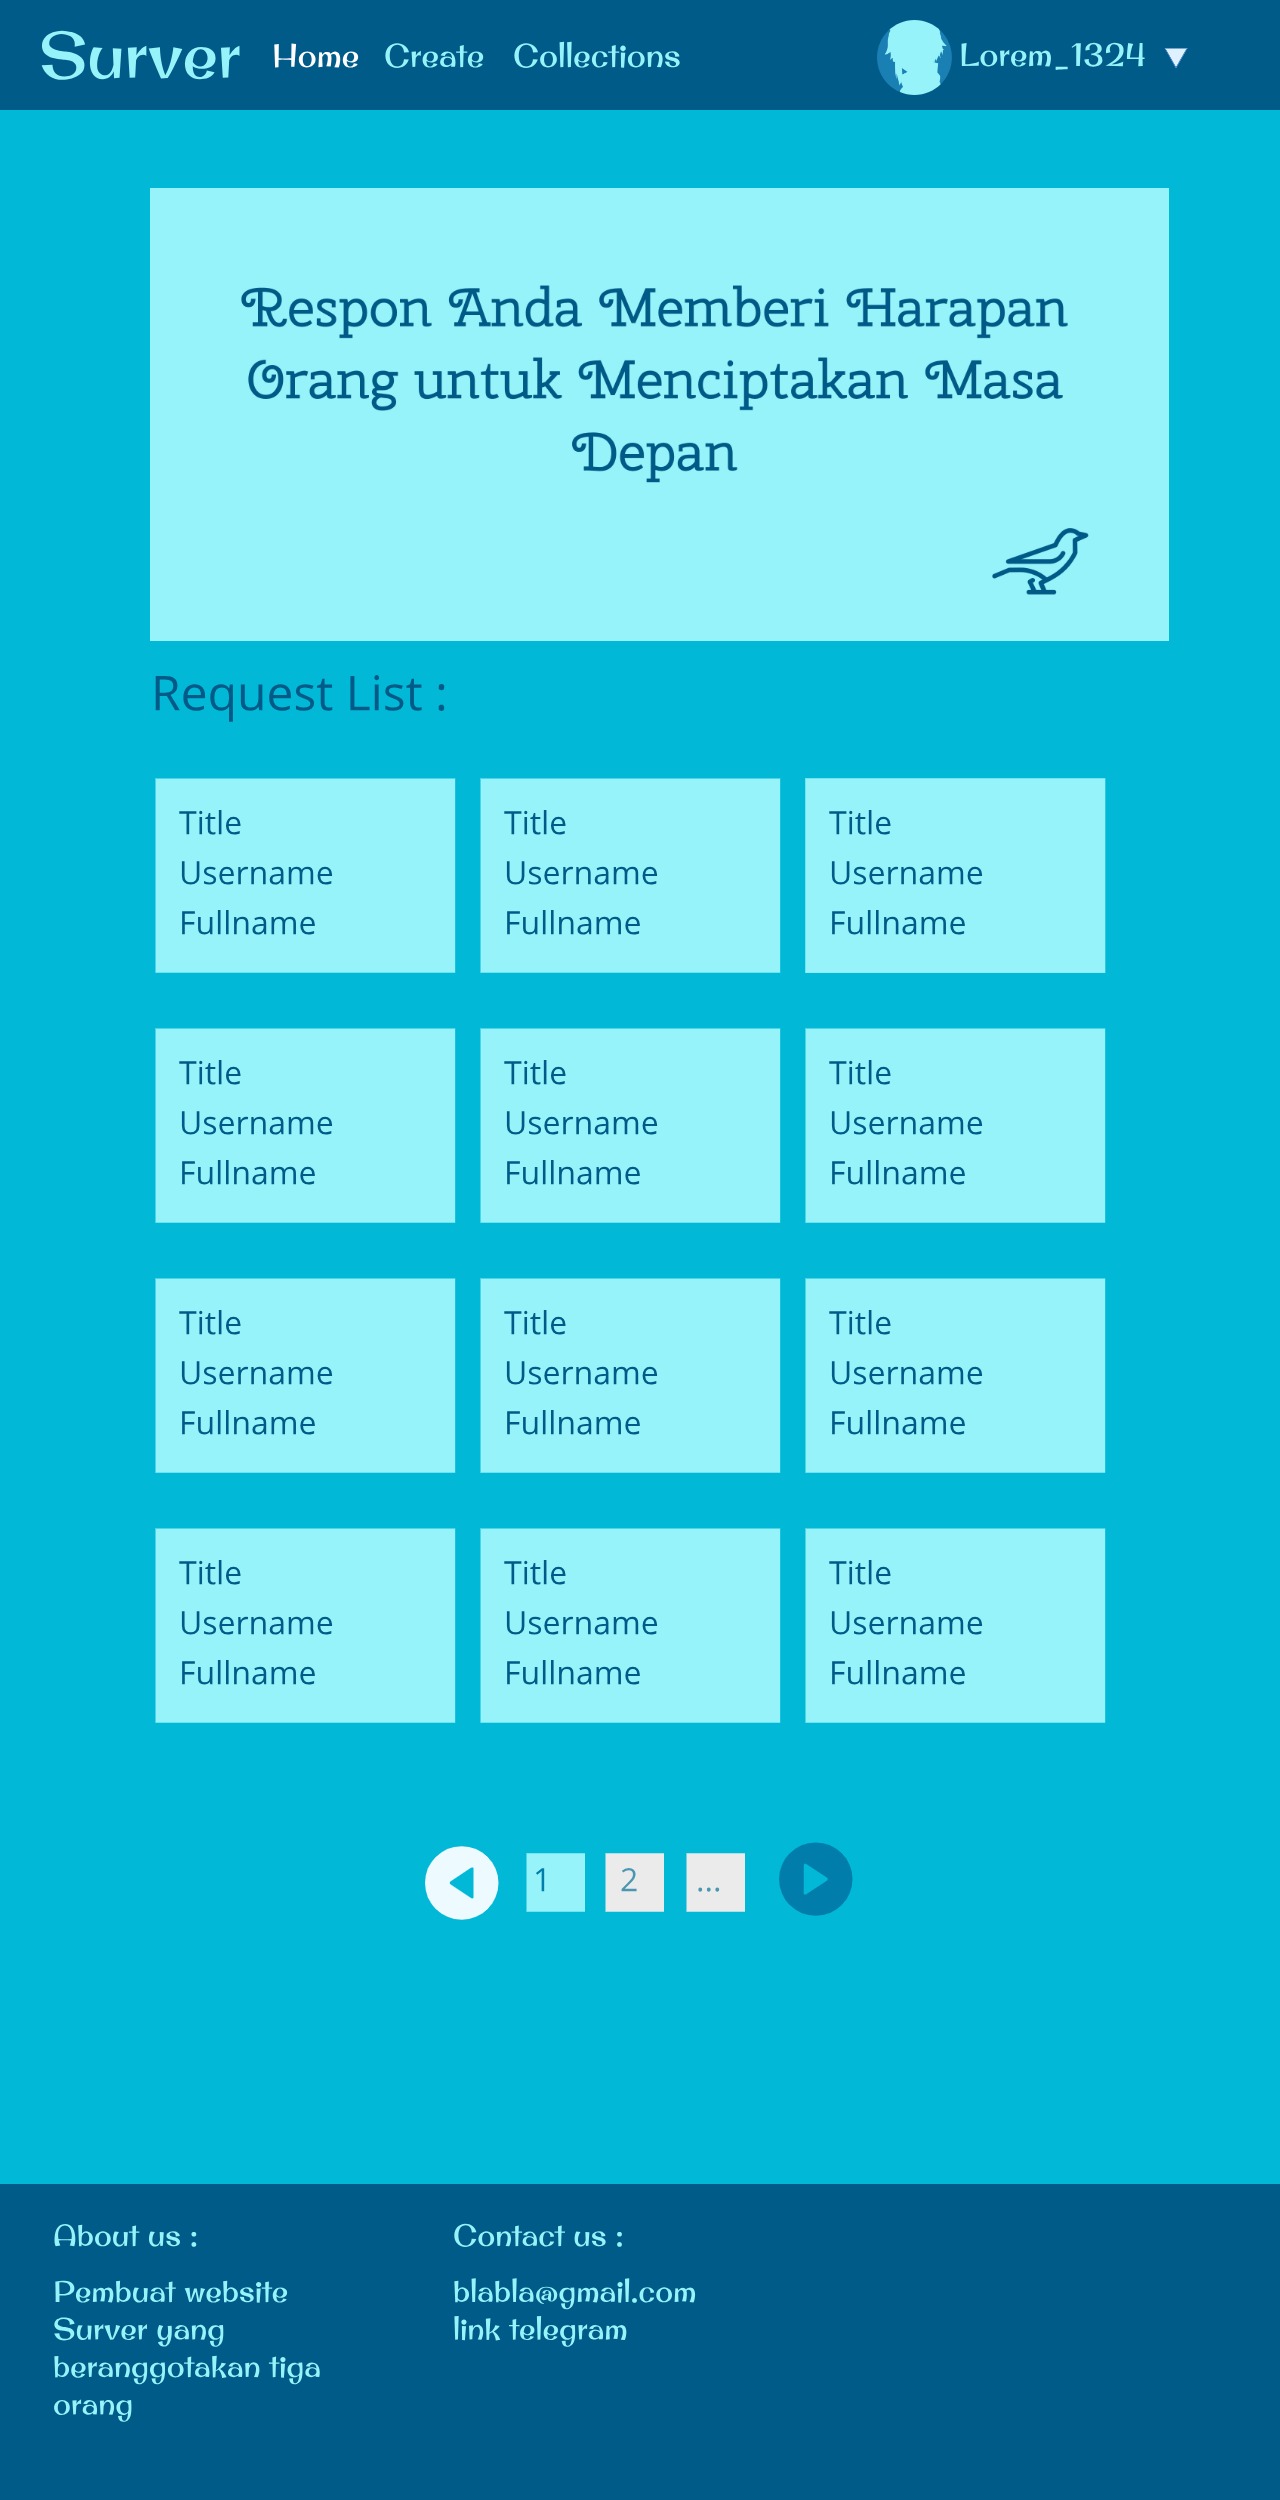 Surver Home Create Collections Lorem_1324
Respon Anda Memberi Harapan
Orang untuk Menciptakan Masa
Depan
Request List :
Title Title Title
Username Username Username
Fullname Fullname Fullname
Title Title Title
Username Username Username
Fullname Fullname Fullname
Title Title Title
Username Username Username
Fullname Fullname Fullname
Title Title Title
Username Username Username
Fullname Fullname Fullname
1 2 ...
About us :
Pembuat website
Surver yang
beranggotakan tiga
orang
Contact us :
blabla@gmail.com
link telegram